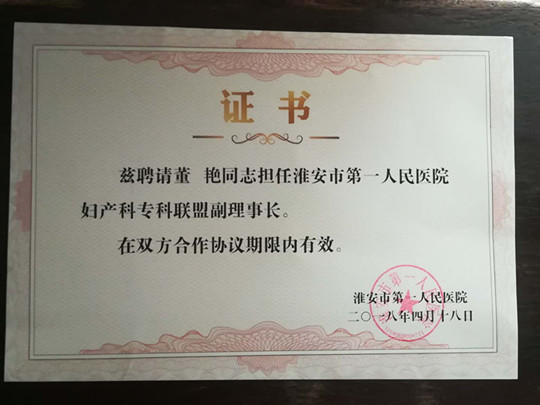 证书
兹聘请董 艳同志担任淮安市第一人民医院
妇产科专科联盟副理事长。
在双方合作协议期限内有效。
淮安市第一人民医院
二〇一八年四月十八日